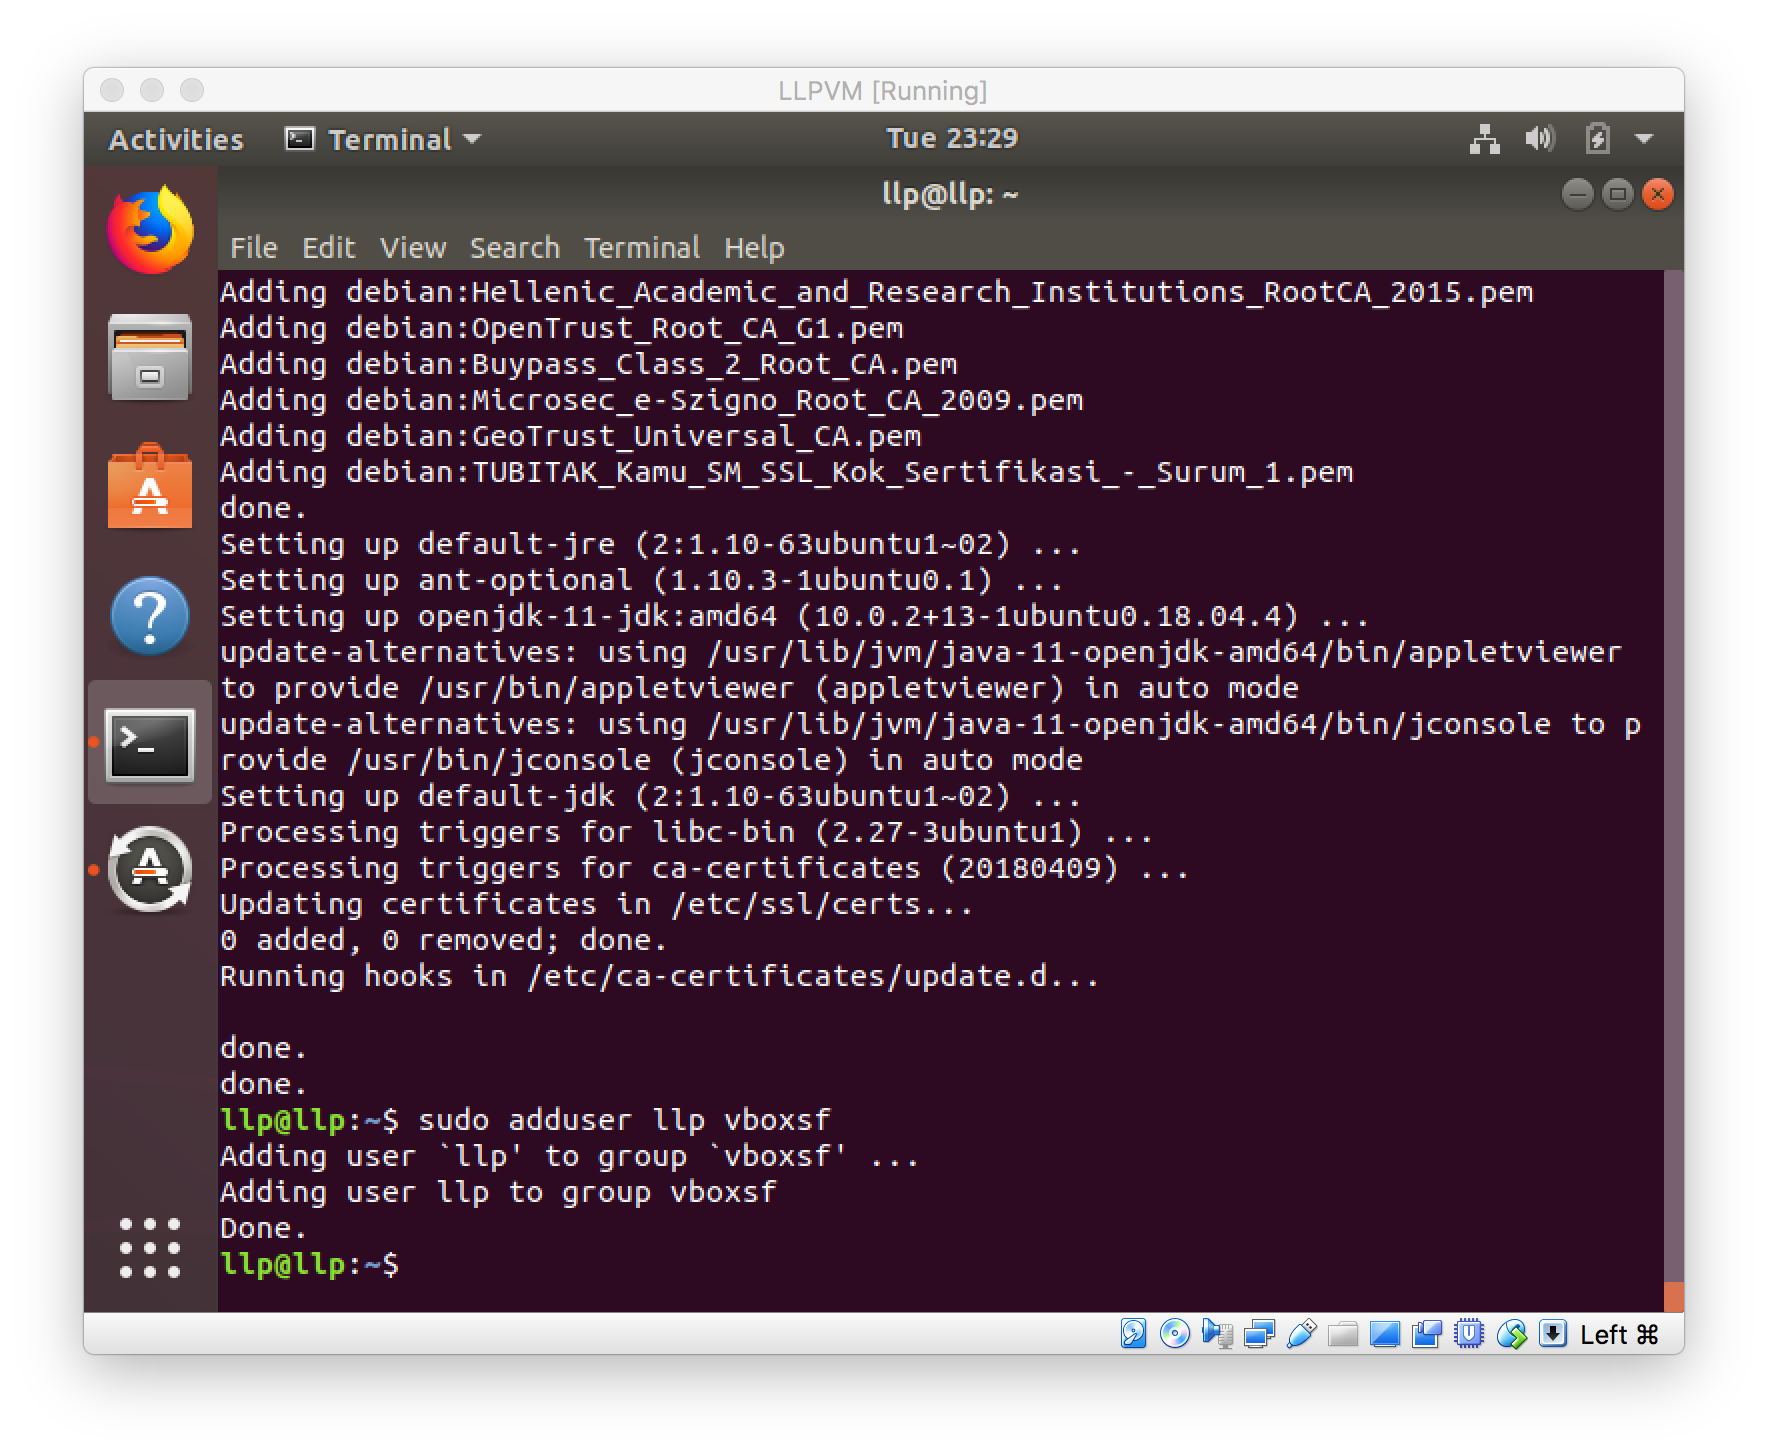 LLPVM [Running]
Activities Terminal Tue 23:29
llp@llp: ~
File Edit View Search Terminal Help
Adding debian:Hellenic_Academic_and_Research_Institutions_RootCA_2015.pem
Adding debian:OpenTrust_Root_CA_G1.pem
Adding debian:Buypass_Class_2_Root_CA.pem
Adding debian:Microsec_e-Szigno_Root_CA_2009.pem
Adding debian:GeoTrust_Universal_CA.pem
Adding debian:TUBITAK_Kamu_SM_SSL_Kok_Sertifikasi_-_Surum_1.pem
done.
Setting up default-jre (2:1.10-63ubuntu1~02) ...
Setting up ant-optional (1.10.3-1ubuntu0.1) ...
Setting up openjdk-11-jdk:amd64 (10.0.2+13-1ubuntu0.18.04.4) ...
update-alternatives: using /usr/lib/jvm/java-11-openjdk-amd64/bin/appletviewer
to provide /usr/bin/appletviewer (appletviewer) in auto mode
update-alternatives: using /usr/lib/jvm/java-11-openjdk-amd64/bin/jconsole to p
rovide /usr/bin/jconsole (jconsole) in auto mode
Setting up default-jdk (2:1.10-63ubuntu1~02) ...
Processing triggers for libc-bin (2.27-3ubuntu1) ...
Processing triggers for ca-certificates (20180409) ...
Updating certificates in /etc/ssl/certs...
0 added, 0 removed; done.
Running hooks in /etc/ca-certificates/update.d...
done.
done.
llp@llp:~$ sudo adduser llp vboxsf
Adding user `llp' to group `vboxsf' ...
Adding user llp to group vboxsf
Done.
llp@llp:~$
Left ⌘